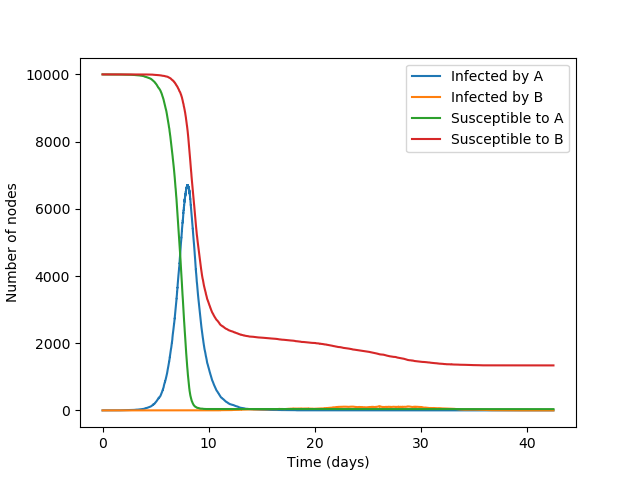 Infected by A
Infected by B
Susceptible to A
Susceptible to B
10000
8000
6000
4000
2000
0
Number of nodes
0 10 20 30 40
Time (days)